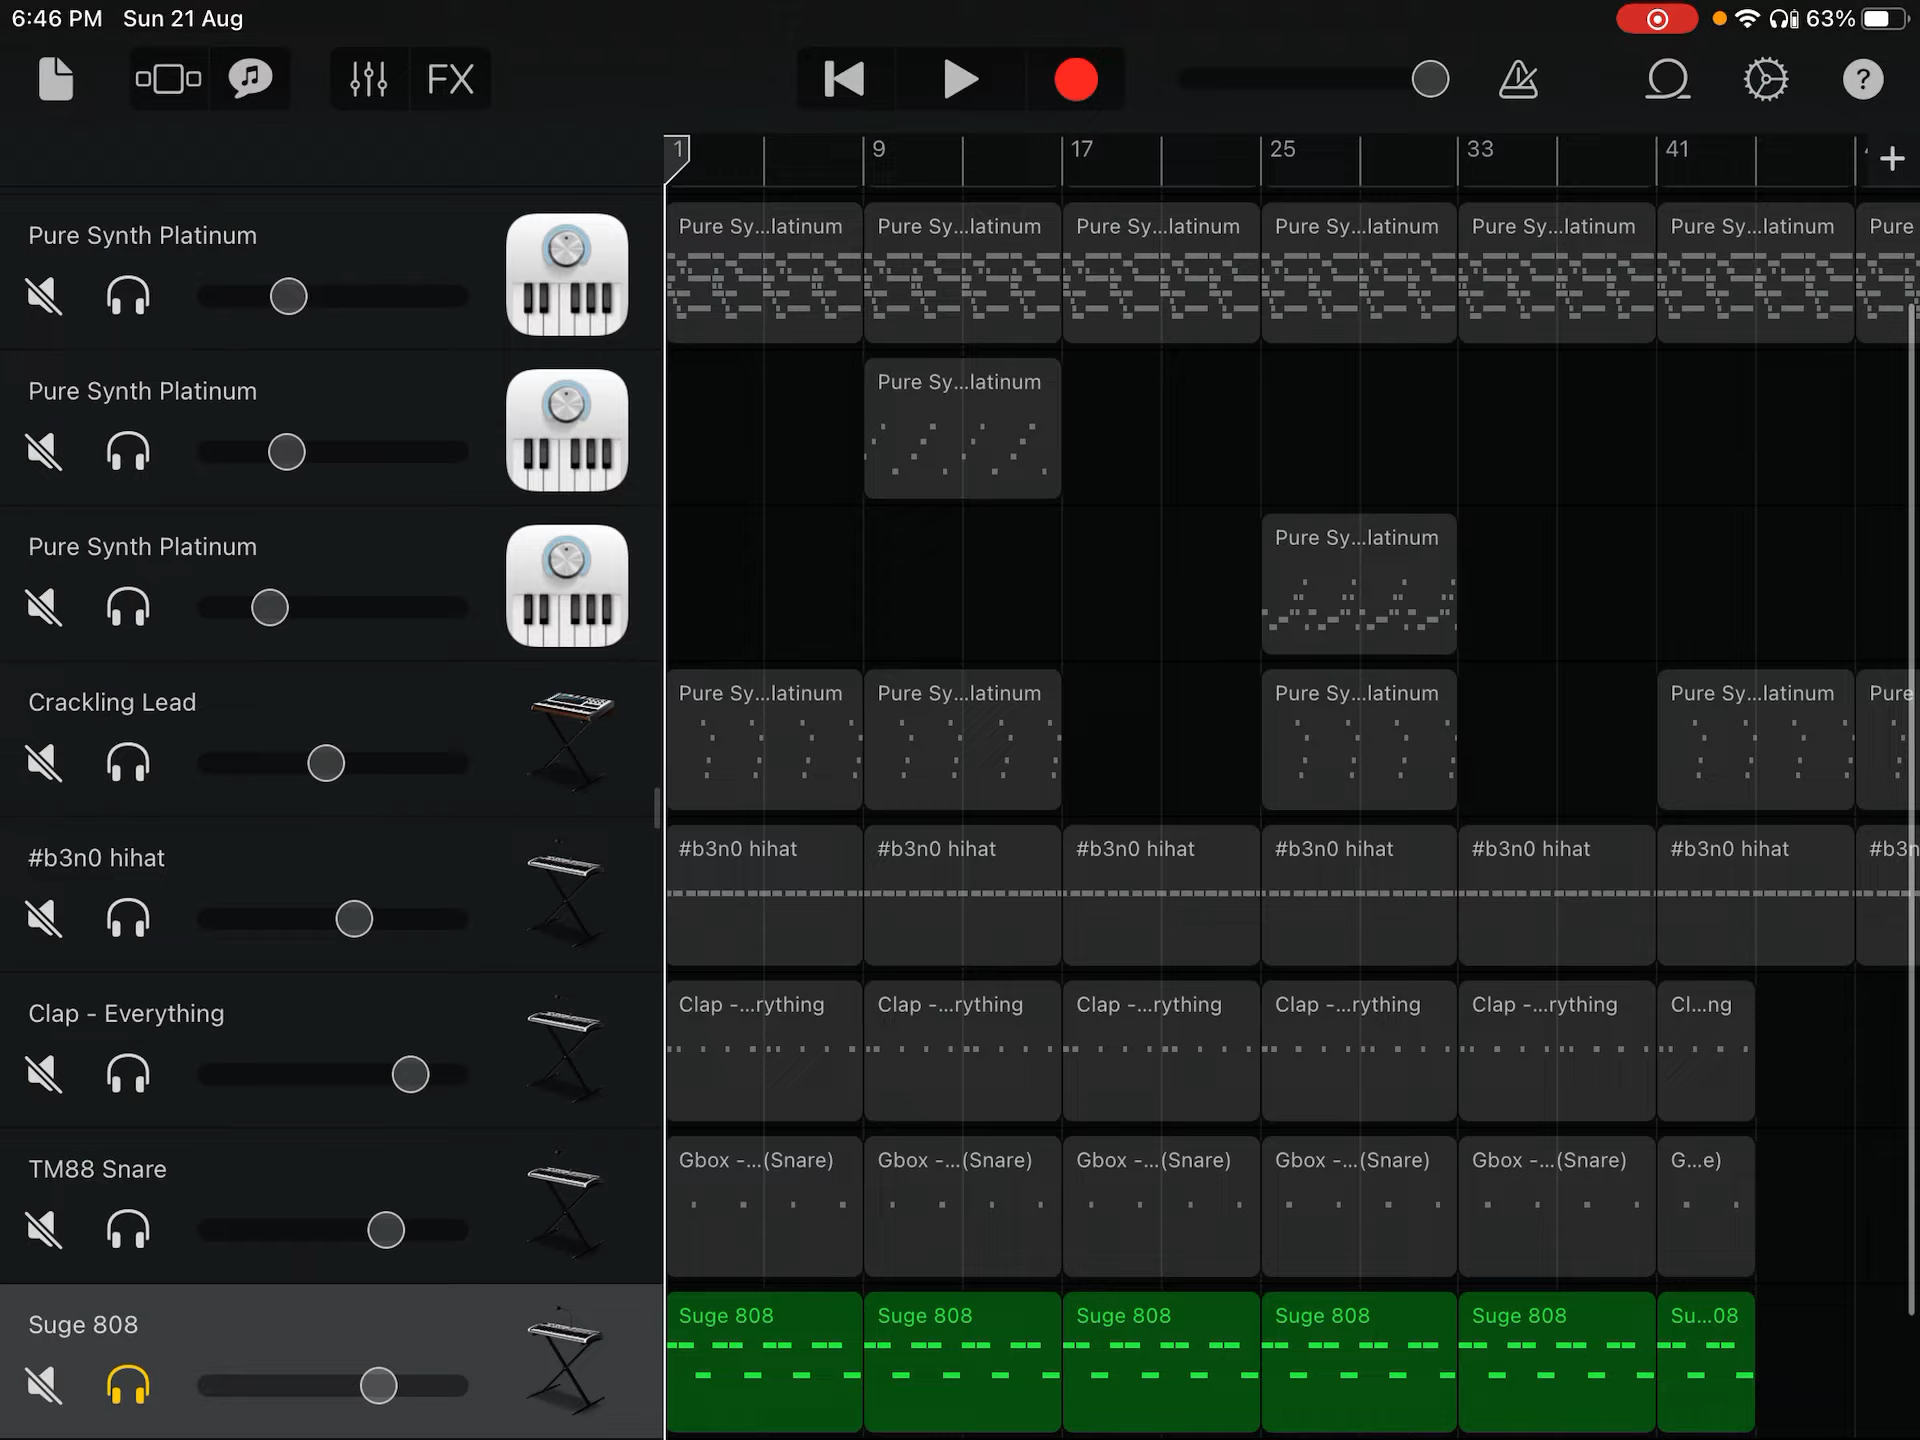 6:46 PM Sun 21 Aug
63%
FX
?
1 9 17 25 33 41
Pure Synth Platinum
Pure Sy...latinum Pure Sy...latinum Pure Sy...latinum Pure Sy...latinum Pure Sy...latinum Pure Sy...latinum Pure
Pure Synth Platinum
Pure Sy...latinum
Pure Synth Platinum
Pure Sy...latinum
Crackling Lead
Pure Sy...latinum Pure Sy...latinum Pure Sy...latinum Pure Sy...latinum Pure
#b3n0 hihat
#b3n0 hihat #b3n0 hihat #b3n0 hihat #b3n0 hihat #b3n0 hihat #b3n0 hihat #b3n
Clap - Everything
Clap -...rything Clap -...rything Clap -...rything Clap -...rything Clap -...rything Cl...ng
TM88 Snare
Gbox -...(Snare) Gbox -...(Snare) Gbox -...(Snare) Gbox -...(Snare) Gbox -...(Snare) G...e)
Suge 808
Suge 808 Suge 808 Suge 808 Suge 808 Suge 808 Su...08